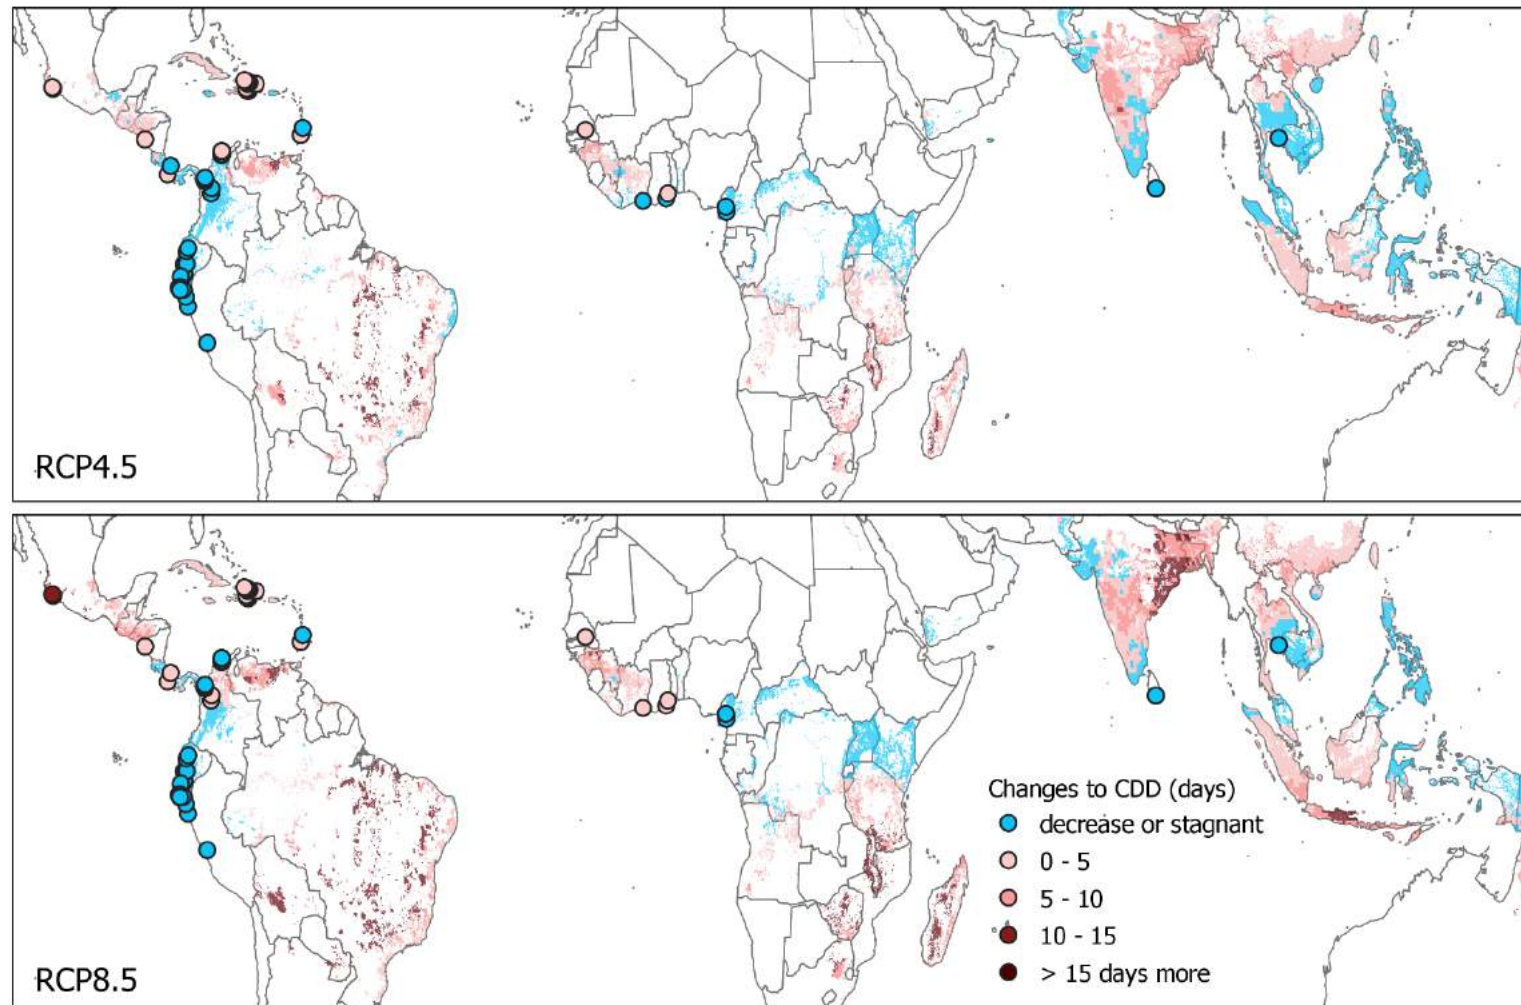 RCP4.5
RCP8.5
Changes to CDD (days)
decrease or stagnant
0 - 5
5 - 10
10 - 15
> 15 days more